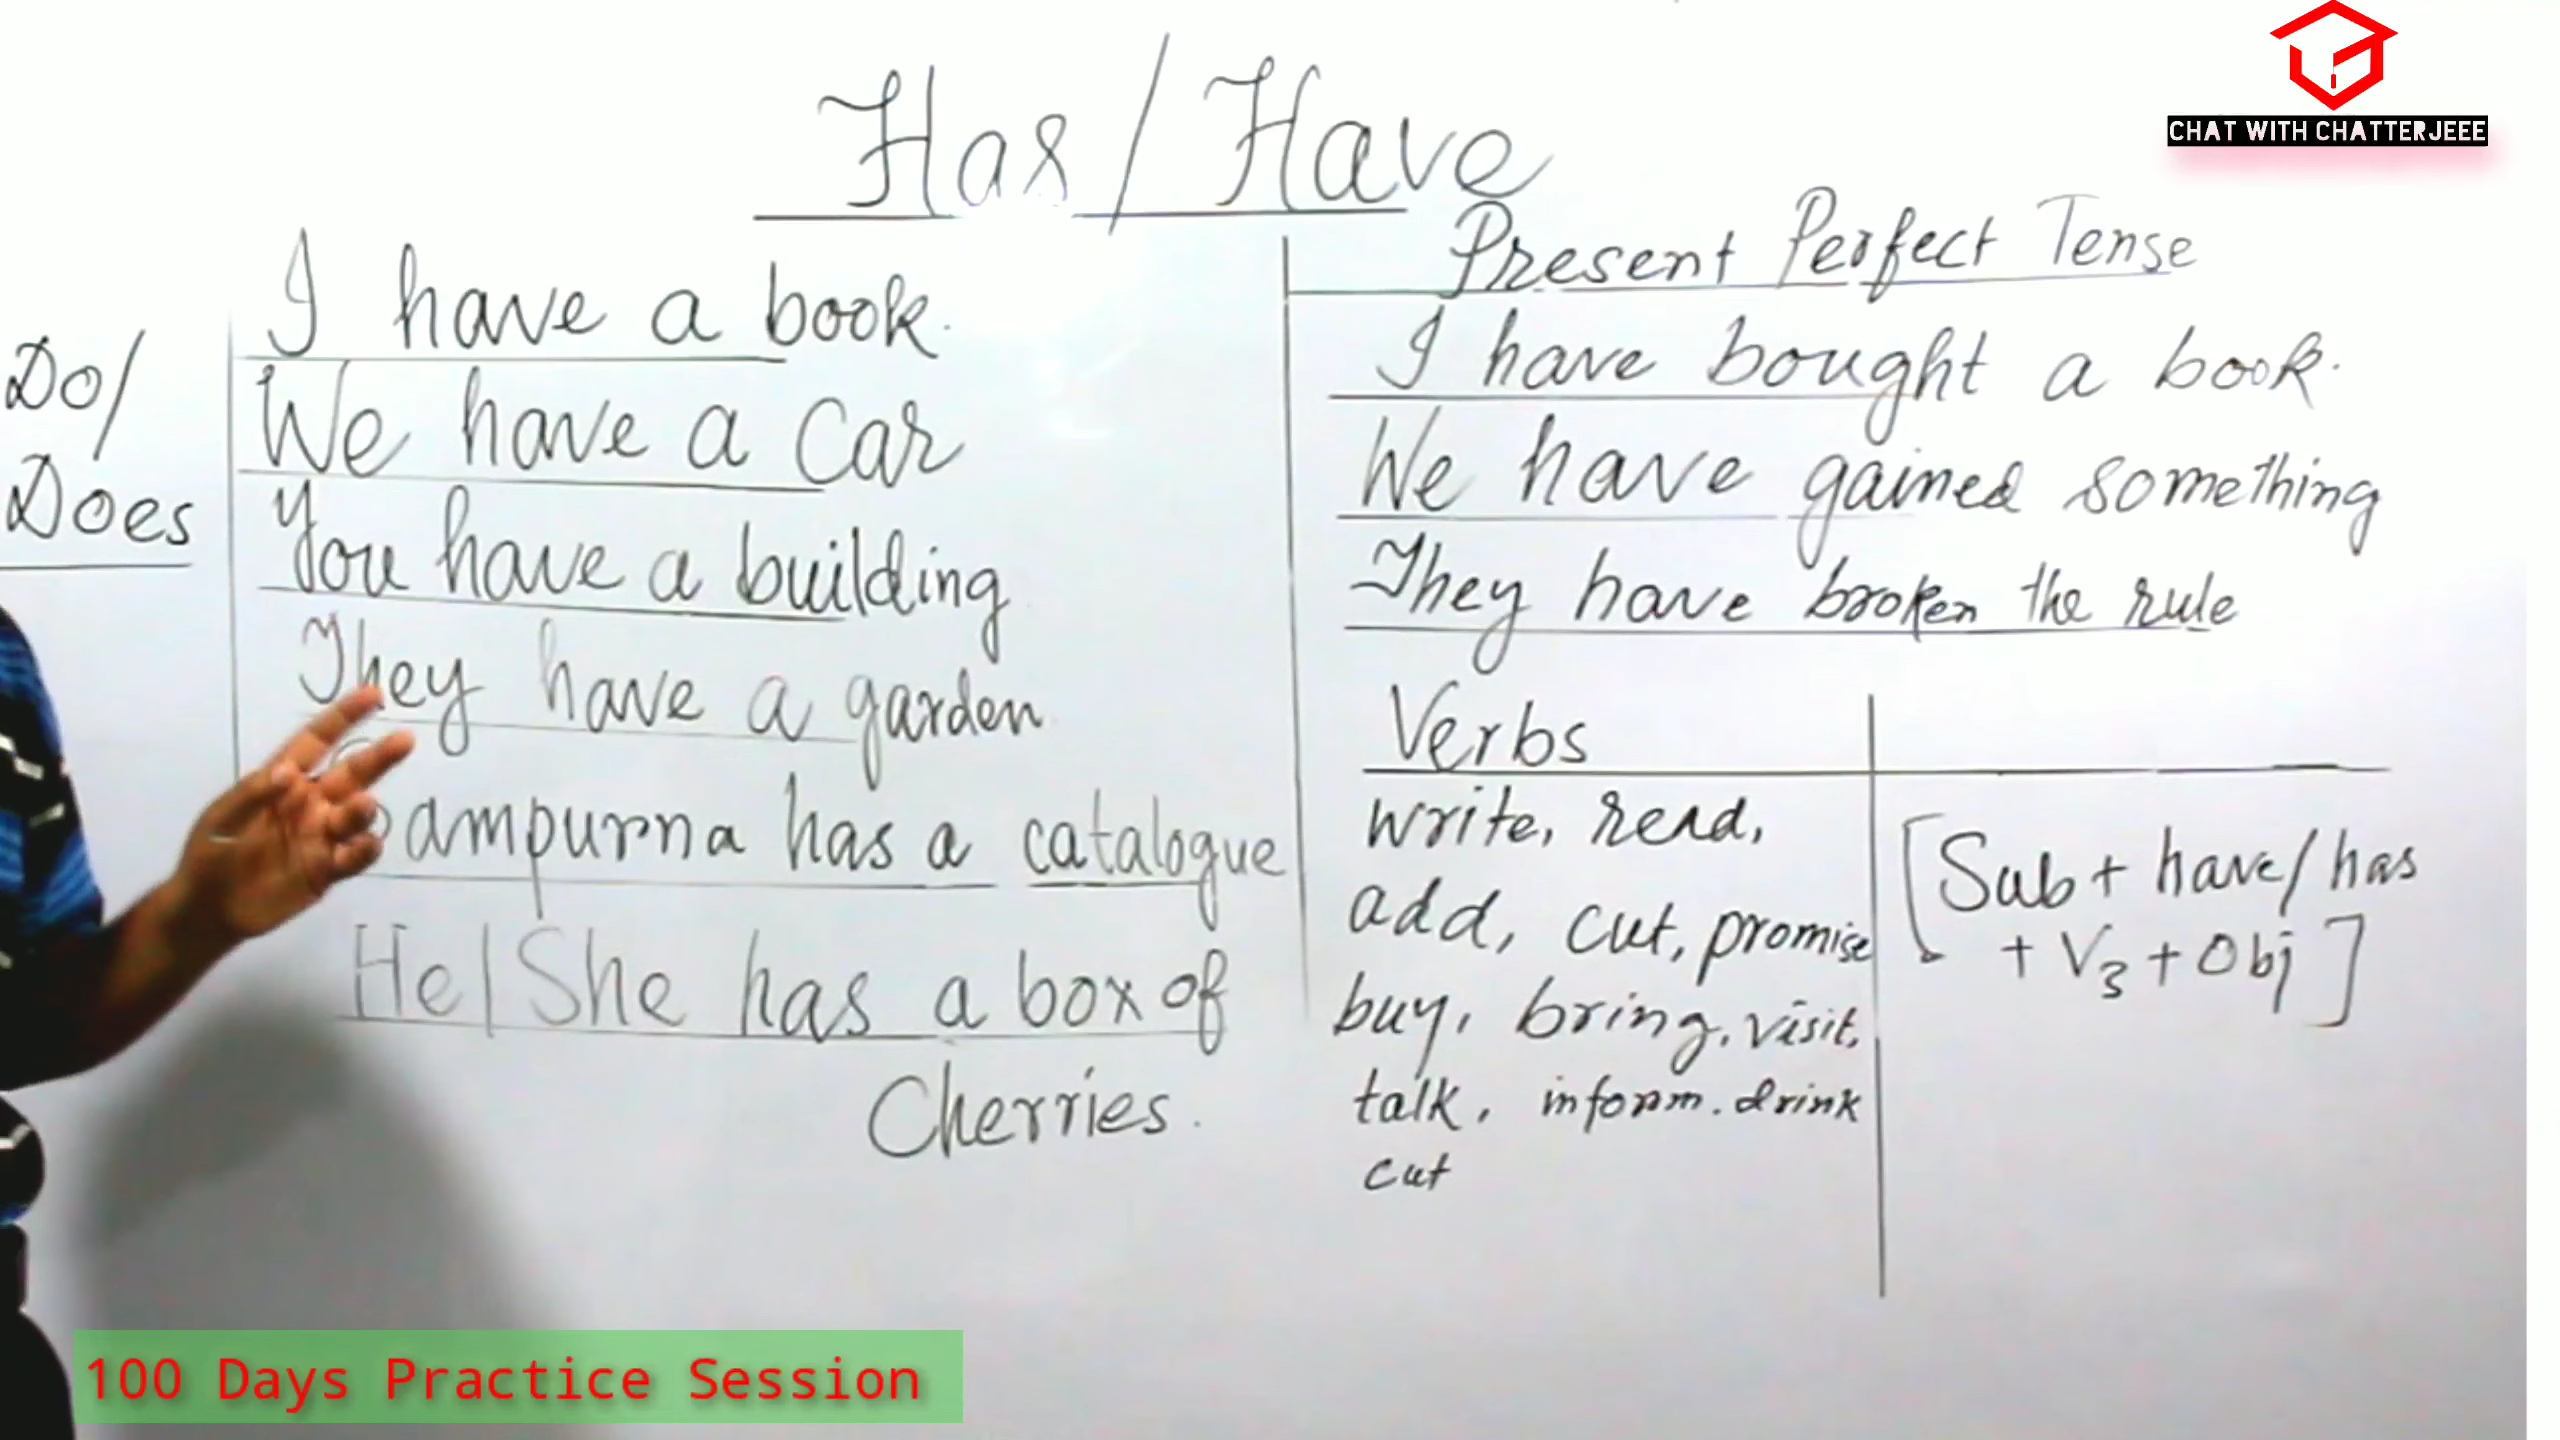 Has/Have
CHAT WITH CHATTERJEEE
Do/
Does
I have a book.
We have a Car
You have a building
They have a garden
Sampurna has a catalogue
He/She has a box of
Cherries.
Present Perfect Tense
I have bought a book.
We have gained something
They have broken the rule
Verbs
write, read,
add, cut, promise
buy, bring, visit,
talk, inform. drink
cut
[Sub + have/has
+ V3 + Obj]
100 Days Practice Session